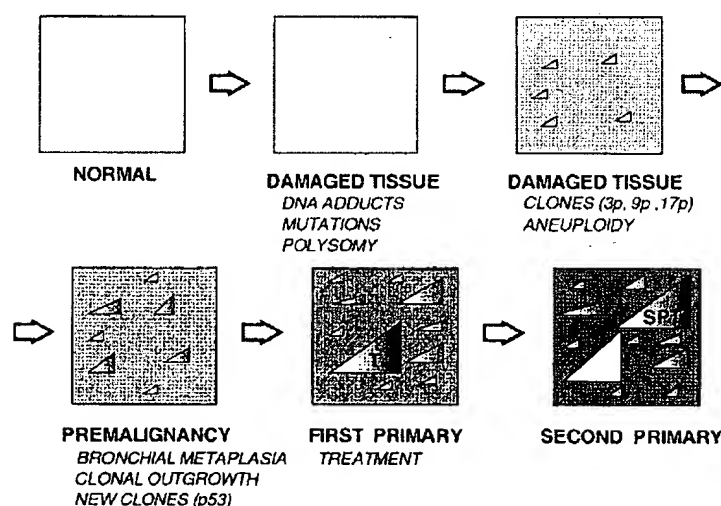 NORMAL
DAMAGED TISSUE
DNA ADDUCTS
MUTATIONS
POLYSOMY
DAMAGED TISSUE
CLONES (3p, 9p ,17p)
ANEUPLOIDY
PREMALIGNANCY
BRONCHIAL METAPLASIA
CLONAL OUTGROWTH
NEW CLONES (p53)
FIRST PRIMARY
TREATMENT
SPT
SECOND PRIMARY